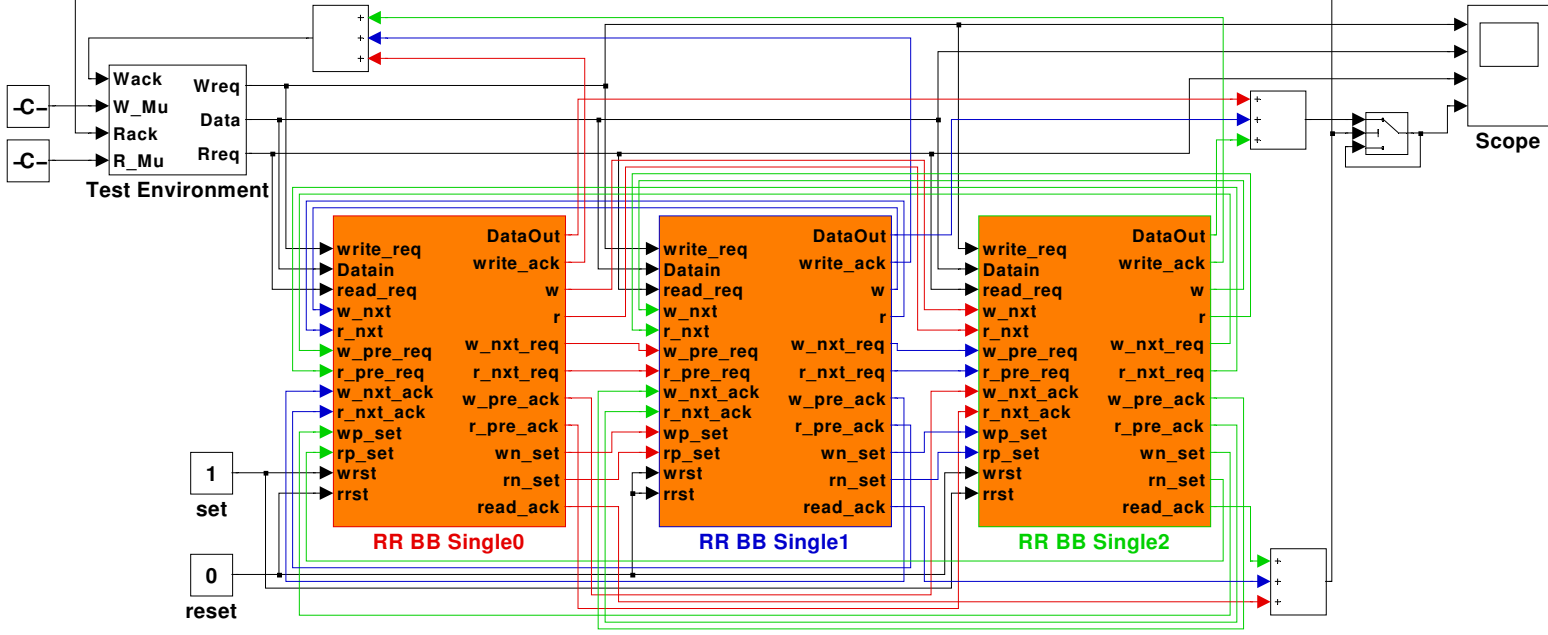 +
+
+
-C-
-C-
Wack
W_Mu
Rack
R_Mu
Wreq
Data
Rreq
Test Environment
+
+
+
Scope
write_req
Datain
read_req
w_nxt
r_nxt
w_pre_req
r_pre_req
w_nxt_ack
r_nxt_ack
wp_set
rp_set
wrst
rrst
DataOut
write_ack
w
r
w_nxt_req
r_nxt_req
w_pre_ack
r_pre_ack
wn_set
rn_set
read_ack
RR BB Single0
write_req
Datain
read_req
w_nxt
r_nxt
w_pre_req
r_pre_req
w_nxt_ack
r_nxt_ack
wp_set
rp_set
wrst
rrst
DataOut
write_ack
w
r
w_nxt_req
r_nxt_req
w_pre_ack
r_pre_ack
wn_set
rn_set
read_ack
RR BB Single1
write_req
Datain
read_req
w_nxt
r_nxt
w_pre_req
r_pre_req
w_nxt_ack
r_nxt_ack
wp_set
rp_set
wrst
rrst
DataOut
write_ack
w
r
w_nxt_req
r_nxt_req
w_pre_ack
r_pre_ack
wn_set
rn_set
read_ack
RR BB Single2
1
set
0
reset
+
+
+